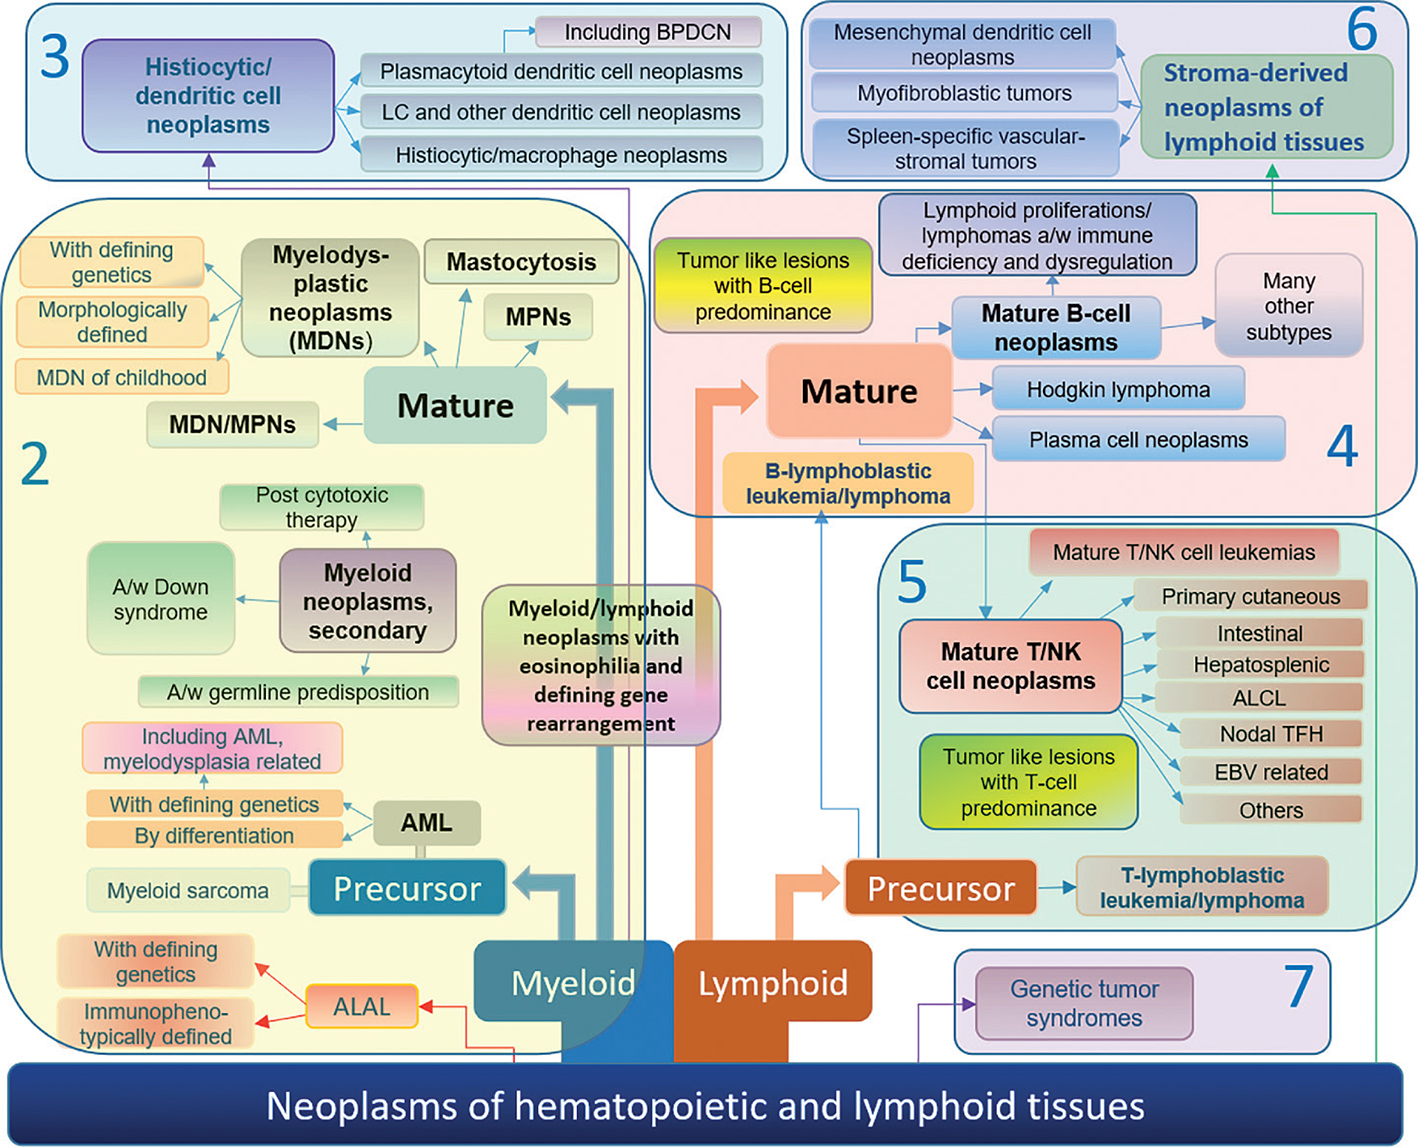 3
Histiocytic/
dendritic cell
neoplasms
Including BPDCN
Plasmacytoid dendritic cell neoplasms
LC and other dendritic cell neoplasms
Histiocytic/macrophage neoplasms
6
Mesenchymal dendritic cell
neoplasms
Myofibroblastic tumors
Spleen-specific vascular-
stromal tumors
Stroma-derived
neoplasms of
lymphoid tissues
2
With defining
genetics
Morphologically
defined
MDN of childhood
Myelodys-
plastic
neoplasms
(MDNs)
Mastocytosis
MPNs
MDN/MPNs
Mature
Post cytotoxic
therapy
A/w Down
syndrome
Myeloid
neoplasms,
secondary
A/w germline predisposition
Including AML,
myelodysplasia related
With defining genetics
By differentiation
AML
Myeloid sarcoma
Precursor
With defining
genetics
Immunopheno-
typically defined
ALAL
Myeloid/lymphoid
neoplasms with
eosinophilia and
defining gene
rearrangement
4
Tumor like lesions
with B-cell
predominance
Lymphoid proliferations/
lymphomas a/w immune
deficiency and dysregulation
Mature B-cell
neoplasms
Many
other
subtypes
Mature
Hodgkin lymphoma
Plasma cell neoplasms
B-lymphoblastic
leukemia/lymphoma
5
Mature T/NK cell leukemias
Primary cutaneous
Intestinal
Hepatosplenic
ALCL
Nodal TFH
EBV related
Others
Mature T/NK
cell neoplasms
Tumor like lesions
with T-cell
predominance
Precursor
T-lymphoblastic
leukemia/lymphoma
Myeloid
Lymphoid
7
Genetic tumor
syndromes
Neoplasms of hematopoietic and lymphoid tissues